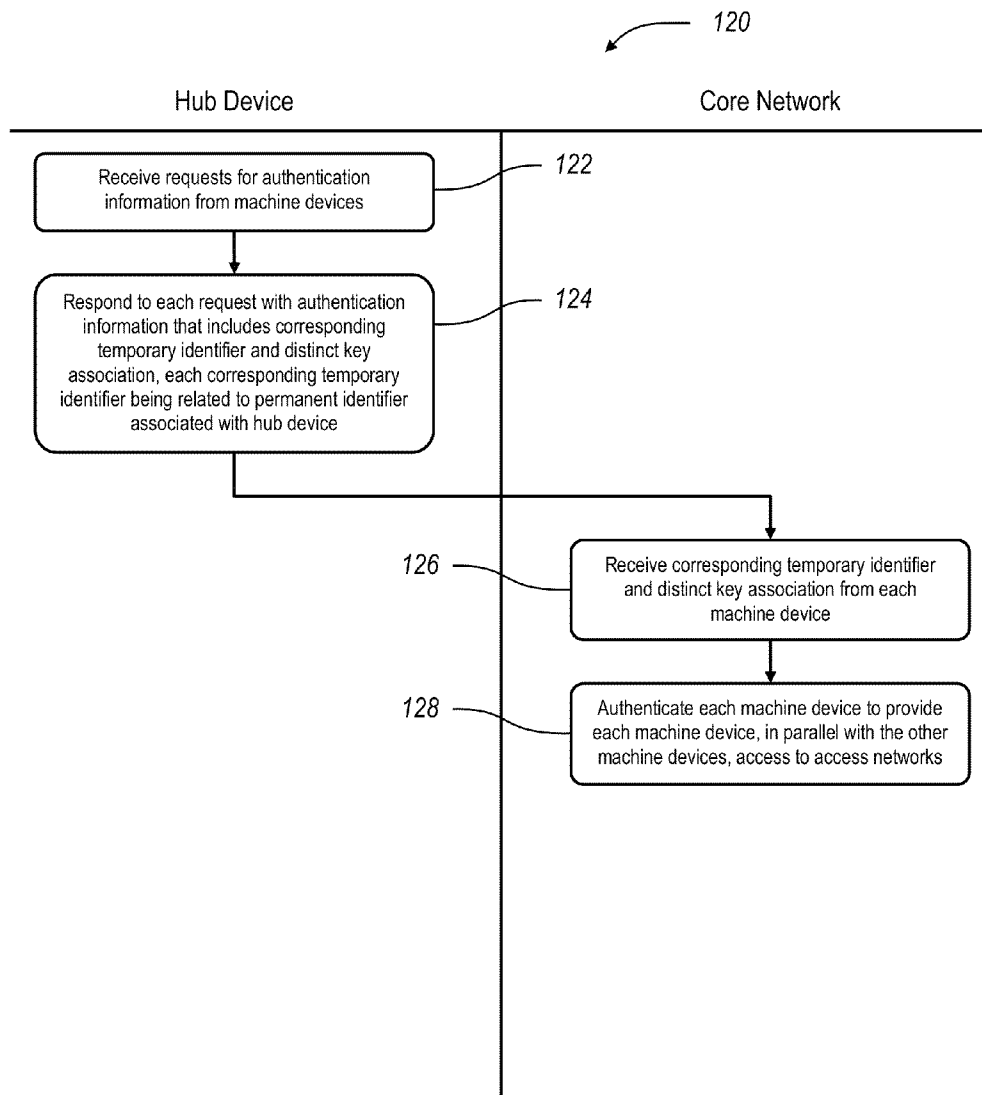 120
Hub Device
Core Network
Receive requests for authentication
information from machine devices
122
Respond to each request with authentication
information that includes corresponding
temporary identifier and distinct key
association, each corresponding temporary
identifier being related to permanent identifier
associated with hub device
124
126
Receive corresponding temporary identifier
and distinct key association from each
machine device
128
Authenticate each machine device to provide
each machine device, in parallel with the other
machine devices, access to access networks